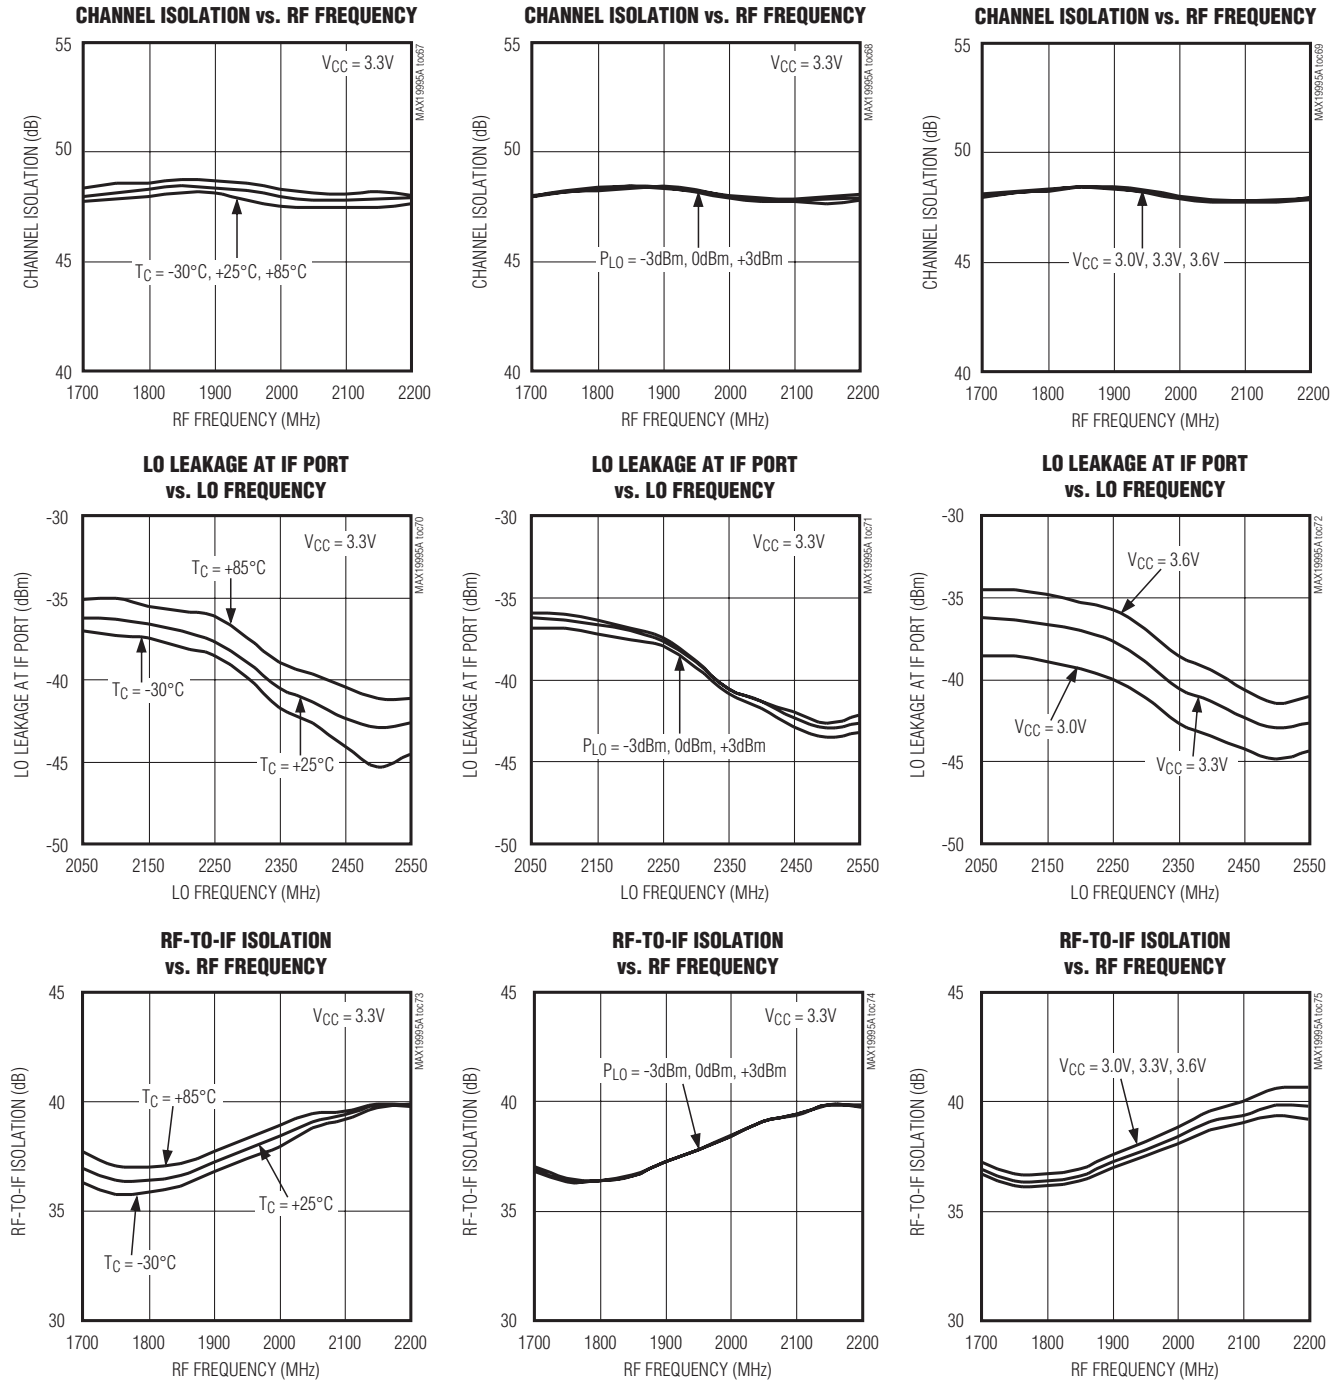 CHANNEL ISOLATION vs. RF FREQUENCY
55
50
45
40
CHANNEL ISOLATION (dB)
VCC = 3.3V
TC = -30°C, +25°C, +85°C
MAX19995A toc67
1700 1800 1900 2000 2100 2200
RF FREQUENCY (MHz)
CHANNEL ISOLATION vs. RF FREQUENCY
55
50
45
40
CHANNEL ISOLATION (dB)
VCC = 3.3V
PLO = -3dBm, 0dBm, +3dBm
MAX19995A toc68
1700 1800 1900 2000 2100 2200
RF FREQUENCY (MHz)
CHANNEL ISOLATION vs. RF FREQUENCY
55
50
45
40
CHANNEL ISOLATION (dB)
VCC = 3.0V, 3.3V, 3.6V
MAX19995A toc69
1700 1800 1900 2000 2100 2200
RF FREQUENCY (MHz)
LO LEAKAGE AT IF PORT
vs. LO FREQUENCY
-30
-35
-40
-45
-50
LO LEAKAGE AT IF PORT (dBm)
VCC = 3.3V
TC = +85°C
TC = -30°C
TC = +25°C
MAX19995A toc70
2050 2150 2250 2350 2450 2550
LO FREQUENCY (MHz)
LO LEAKAGE AT IF PORT
vs. LO FREQUENCY
-30
-35
-40
-45
-50
LO LEAKAGE AT IF PORT (dBm)
VCC = 3.3V
PLO = -3dBm, 0dBm, +3dBm
MAX19995A toc71
2050 2150 2250 2350 2450 2550
LO FREQUENCY (MHz)
LO LEAKAGE AT IF PORT
vs. LO FREQUENCY
-30
-35
-40
-45
-50
LO LEAKAGE AT IF PORT (dBm)
VCC = 3.6V
VCC = 3.0V
VCC = 3.3V
MAX19995A toc72
2050 2150 2250 2350 2450 2550
LO FREQUENCY (MHz)
RF-TO-IF ISOLATION
vs. RF FREQUENCY
45
40
35
30
RF-TO-IF ISOLATION (dB)
VCC = 3.3V
TC = +85°C
TC = +25°C
TC = -30°C
MAX19995A toc73
1700 1800 1900 2000 2100 2200
RF FREQUENCY (MHz)
RF-TO-IF ISOLATION
vs. RF FREQUENCY
45
40
35
30
RF-TO-IF ISOLATION (dB)
VCC = 3.3V
PLO = -3dBm, 0dBm, +3dBm
MAX19995A toc74
1700 1800 1900 2000 2100 2200
RF FREQUENCY (MHz)
RF-TO-IF ISOLATION
vs. RF FREQUENCY
45
40
35
30
RF-TO-IF ISOLATION (dB)
VCC = 3.0V, 3.3V, 3.6V
MAX19995A toc75
1700 1800 1900 2000 2100 2200
RF FREQUENCY (MHz)